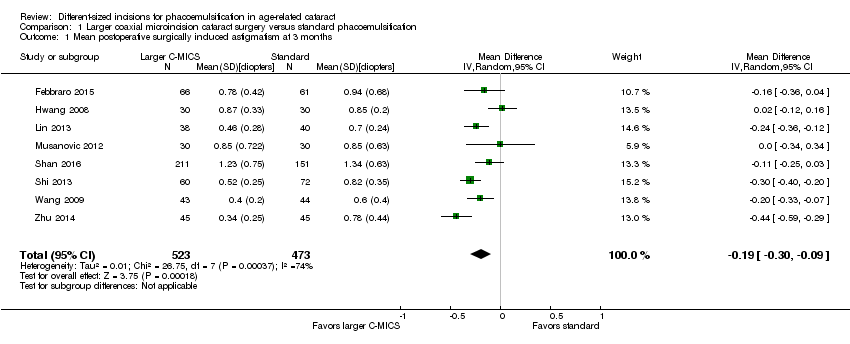 Review: Different-sized incisions for phacoemulsification in age-related cataract
Comparison: 1 Larger coaxial microincision cataract surgery versus standard phacoemulsification
Outcome: 1 Mean postoperative surgically induced astigmatism at 3 months
Study or subgroup Larger C-MICS Standard Mean Difference Weight Mean Difference
N Mean (SD)[diopters] N Mean (SD)[diopters] IV,Random,95% CI IV,Random,95% CI
Febbraro 2015 66 0.78 (0.42) 61 0.94 (0.68) 10.7 % -0.16 [ -0.36, 0.04 ]
Hwang 2008 30 0.87 (0.33) 30 0.85 (0.2) 13.5 % 0.02 [ -0.12, 0.16 ]
Lin 2013 38 0.46 (0.28) 40 0.7 (0.24) 14.6 % -0.24 [ -0.36, -0.12 ]
Musanovic 2012 30 0.85 (0.722) 30 0.85 (0.63) 5.9 % 0.0 [ -0.34, 0.34 ]
Shan 2016 211 1.23 (0.75) 151 1.34 (0.63) 13.3 % -0.11 [ -0.25, 0.03 ]
Shi 2013 60 0.52 (0.25) 72 0.82 (0.35) 15.2 % -0.30 [ -0.40, -0.20 ]
Wang 2009 43 0.4 (0.2) 44 0.6 (0.4) 13.8 % -0.20 [ -0.33, -0.07 ]
Zhu 2014 45 0.34 (0.25) 45 0.78 (0.44) 13.0 % -0.44 [ -0.59, -0.29 ]
Total (95% CI) 523 473 100.0 % -0.19 [ -0.30, -0.09 ]
Heterogeneity: Tau² = 0.01; Chi² = 26.75, df = 7 (P = 0.00037); I² =74%
Test for overall effect: Z = 3.75 (P = 0.00018)
Test for subgroup differences: Not applicable
-1 -0.5 0 0.5 1
Favors larger C-MICS Favors standard